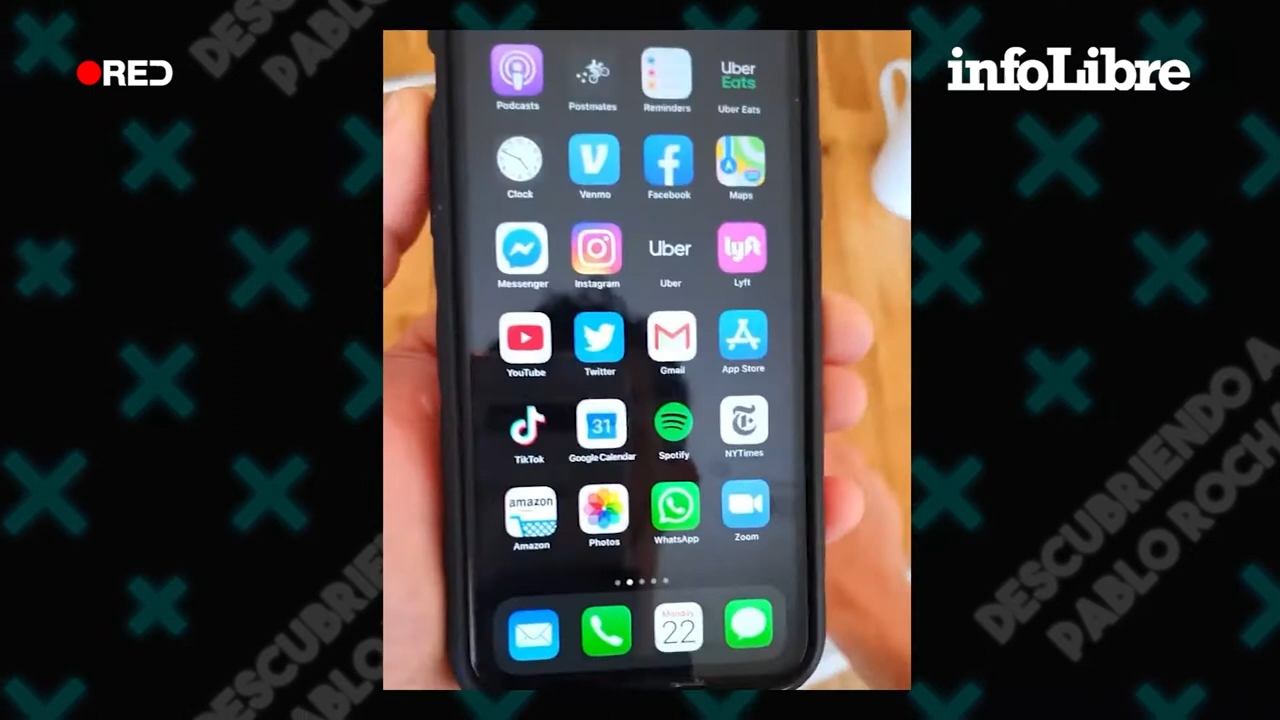 RED
infoLibre
DESCUBRIENDO A
PABLO ROCHA
Podcasts
Postmates
Reminders
Uber
Eats
Uber Eats
Clock
Venmo
Facebook
Maps
Messenger
Instagram
Uber
Uber
lyft
Lyft
YouTube
Twitter
Gmail
App Store
TikTok
31
Google Calendar
Spotify
NYTimes
amazon
Amazon
Photos
WhatsApp
Zoom
Monday
22